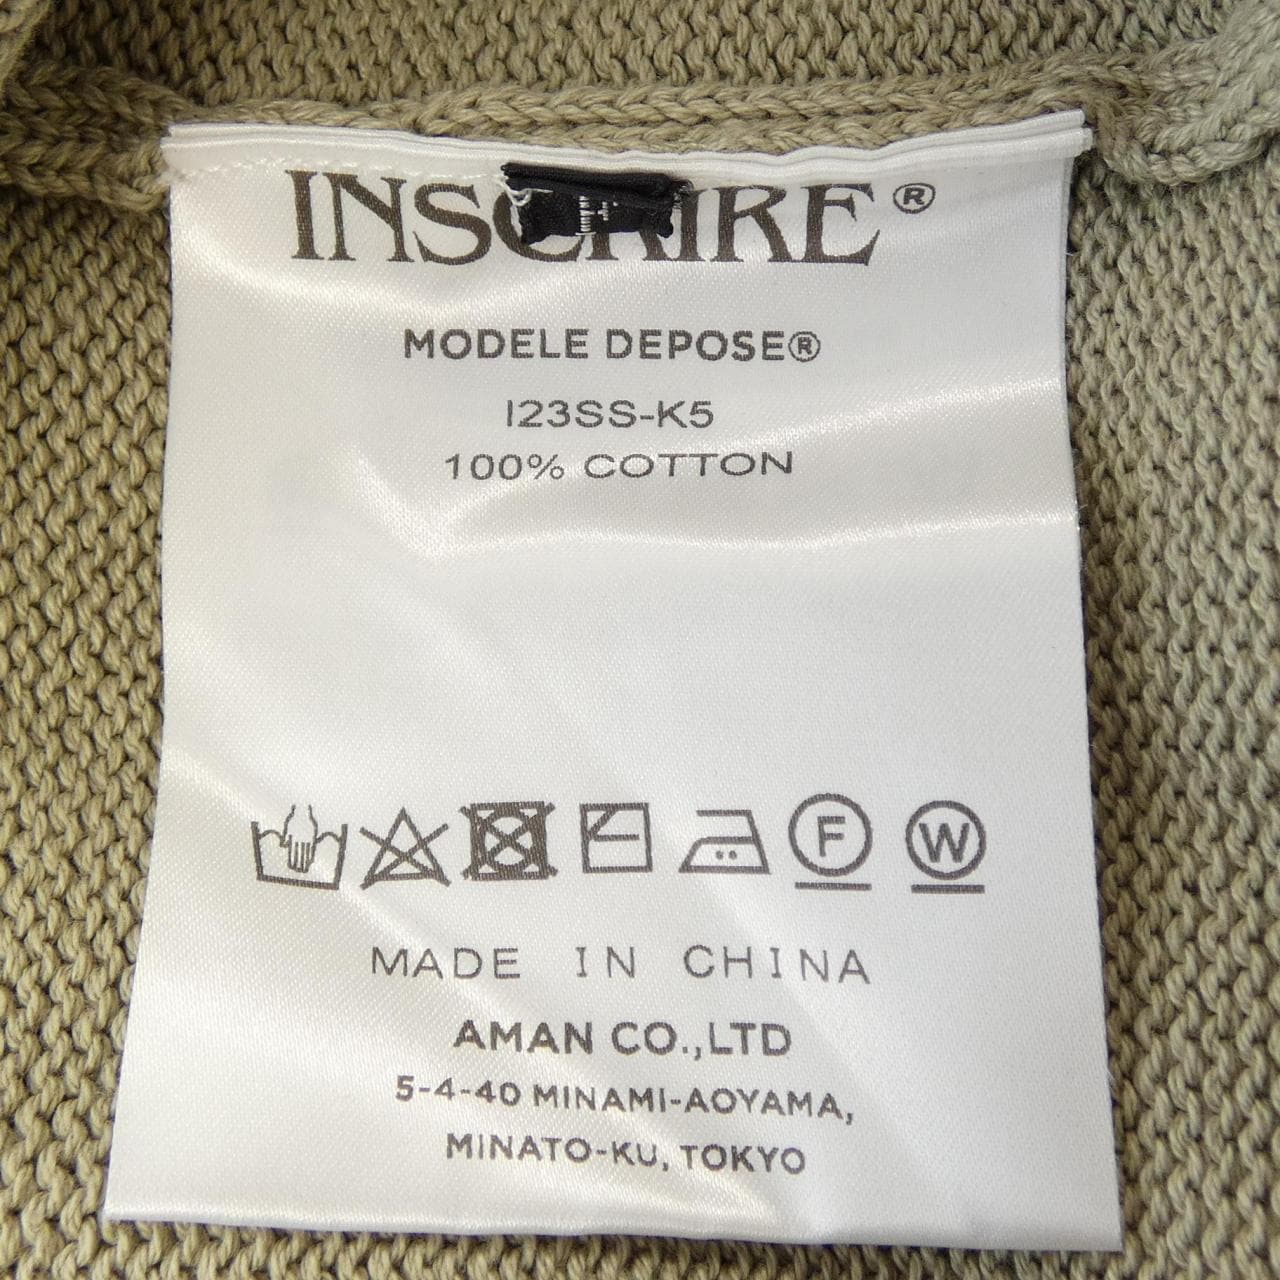 INSCRIRE®
MODELE DEPOSE®
I23SS-K5
100% COTTON
F W
MADE IN CHINA
AMAN CO.,LTD
5-4-40 MINAMI-AOYAMA,
MINATO-KU, TOKYO